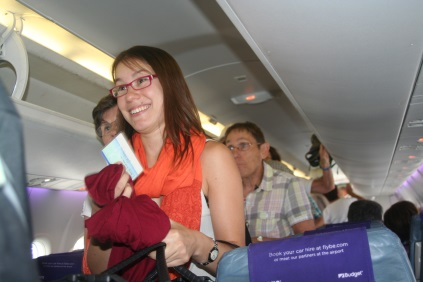 Book your car hire at flybe.com
or meet our partners at the airport.
Budget